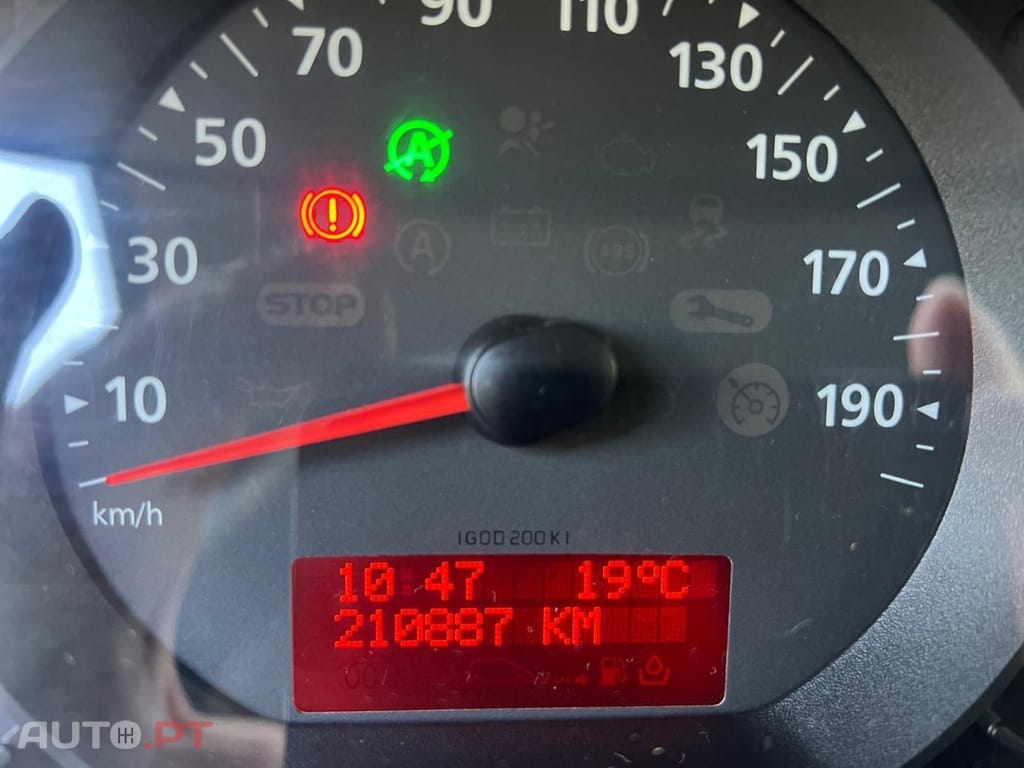 90 110
70 130
50 A 150
30 A ABS 170
STOP
10 190
km/h
IGOD200KI
10 47 19°C
210887 KM
AUTO.PT